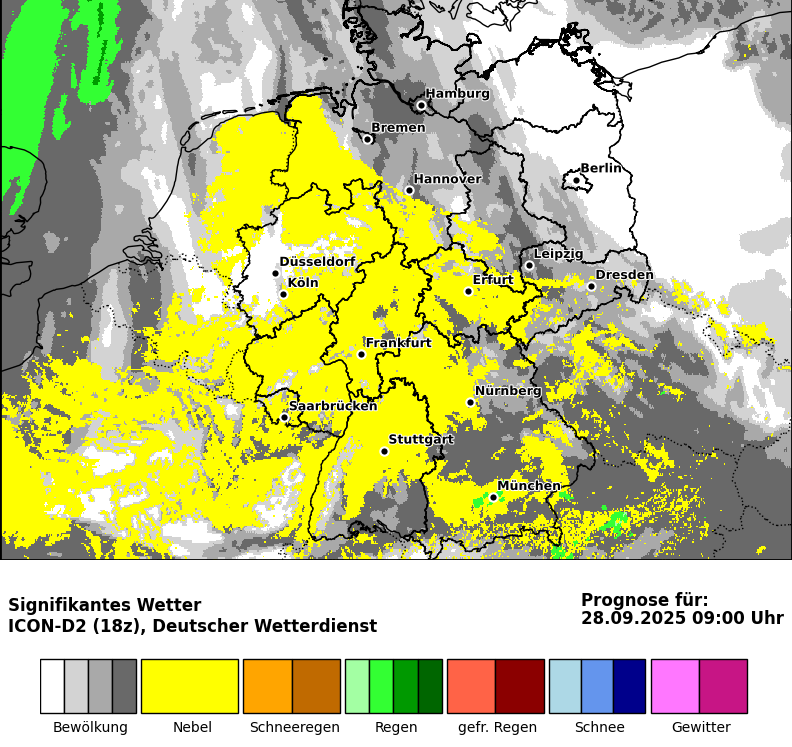 Hamburg
Bremen
Berlin
Hannover
Leipzig
Düsseldorf
Dresden
Köln
Erfurt
Frankfurt
Nürnberg
Saarbrücken
Stuttgart
München
Signifikantes Wetter
ICON-D2 (18z), Deutscher Wetterdienst
Prognose für:
28.09.2025 09:00 Uhr
Bewölkung Nebel Schneeregen Regen gefr. Regen Schnee Gewitter